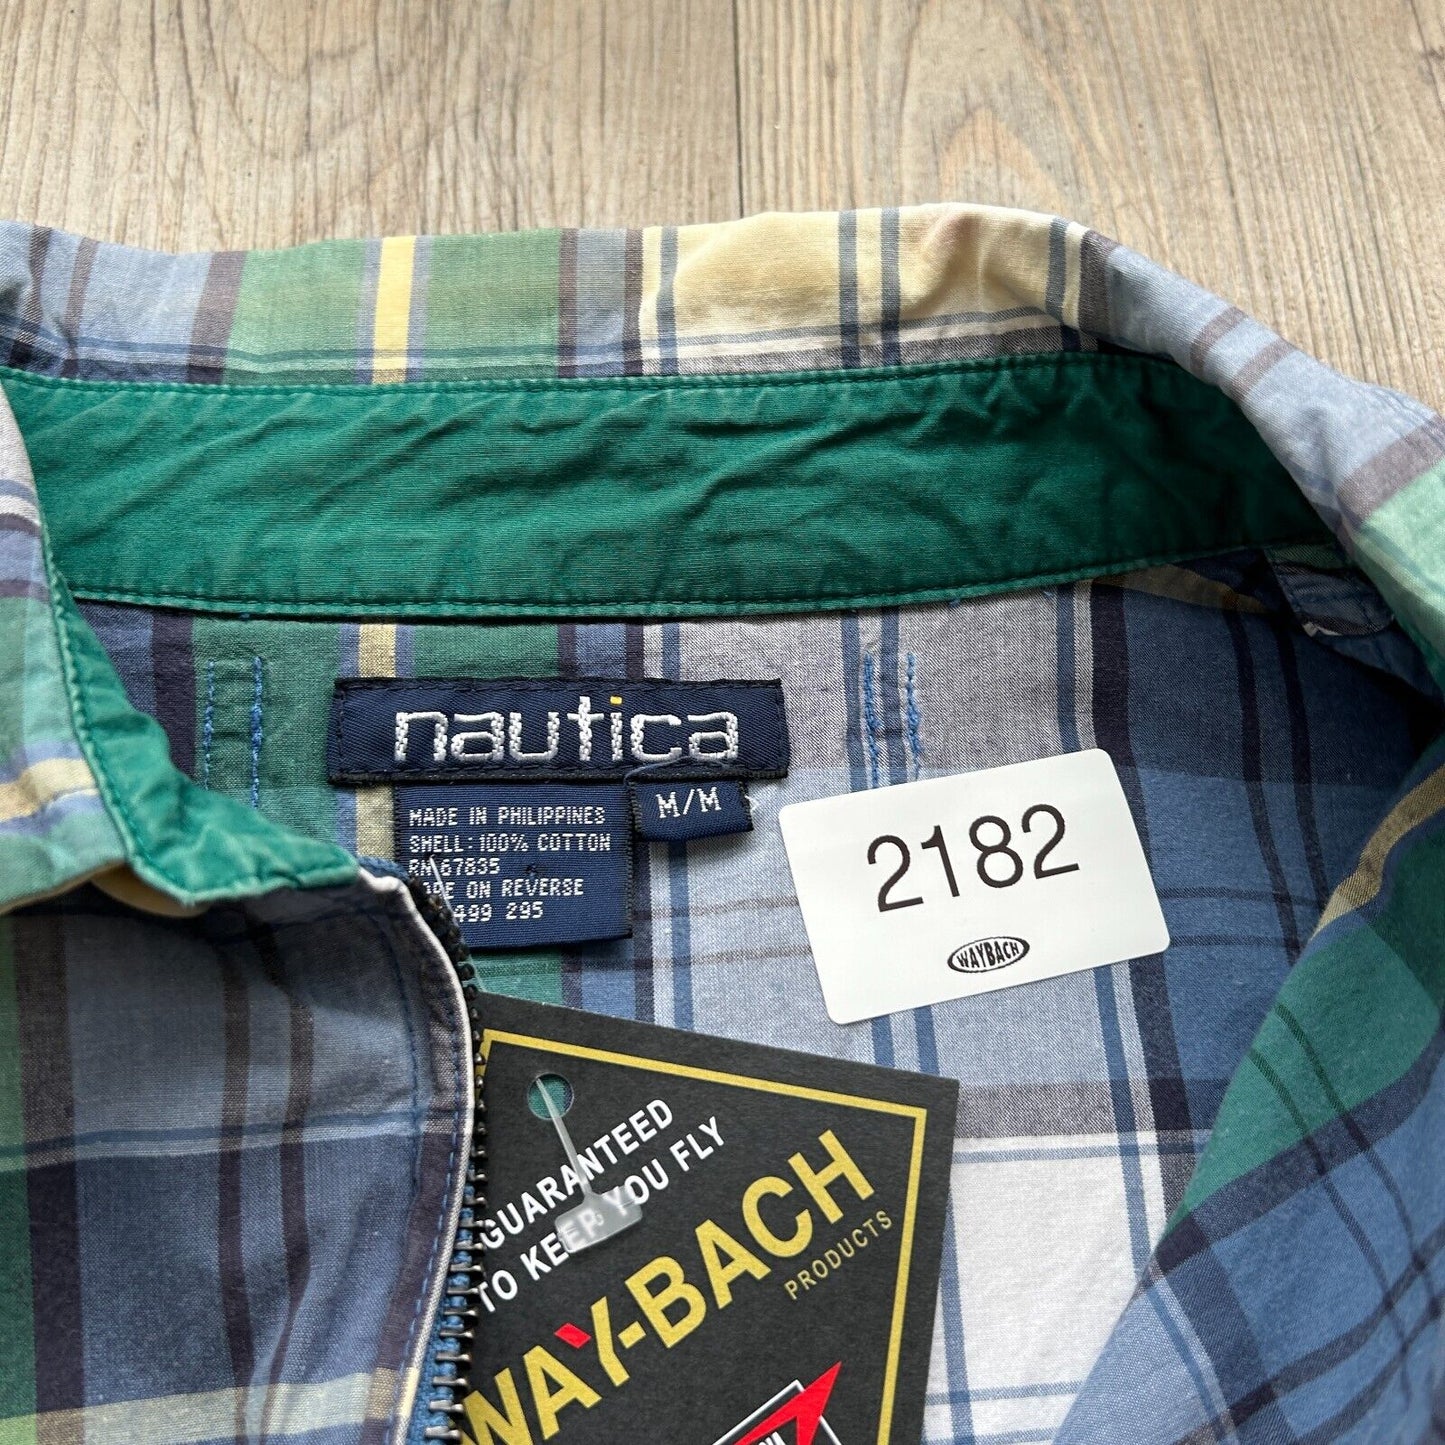 nautica
M/M
MADE IN PHILIPPINES
SHELL: 100% COTTON
RN 67835
ON REVERSE
499 295
2182
WAYBACH
GUARANTEED
TO KEEP YOU FLY
WAY-BACH
PRODUCTS